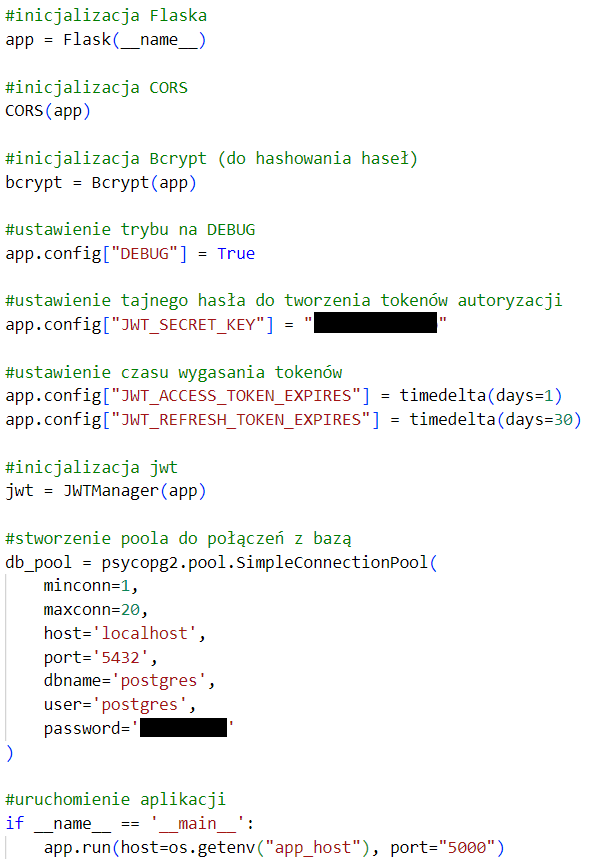 #inicjalizacja Flaska
app = Flask(__name__)
#inicjalizacja CORS
CORS(app)
#inicjalizacja Bcrypt (do hashowania haseł)
bcrypt = Bcrypt(app)
#ustawienie trybu na DEBUG
app.config["DEBUG"] = True
#ustawienie tajnego hasła do tworzenia tokenów autoryzacji
app.config["JWT_SECRET_KEY"] = " "
#ustawienie czasu wygasania tokenów
app.config["JWT_ACCESS_TOKEN_EXPIRES"] = timedelta(days=1)
app.config["JWT_REFRESH_TOKEN_EXPIRES"] = timedelta(days=30)
#inicjalizacja jwt
jwt = JWTManager(app)
#stworzenie poola do połączeń z bazą
db_pool = psycopg2.pool.SimpleConnectionPool(
    minconn=1,
    maxconn=20,
    host='localhost',
    port='5432',
    dbname='postgres',
    user='postgres',
    password=' '
)
#uruchomienie aplikacji
if __name__ == '__main__':
    app.run(host=os.getenv("app_host"), port="5000")